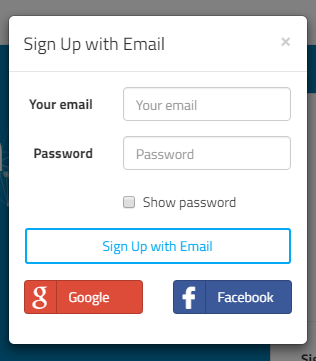 Sign Up with Email ×
Your email Your email
Password Password
Show password
Sign Up with Email
Google Facebook